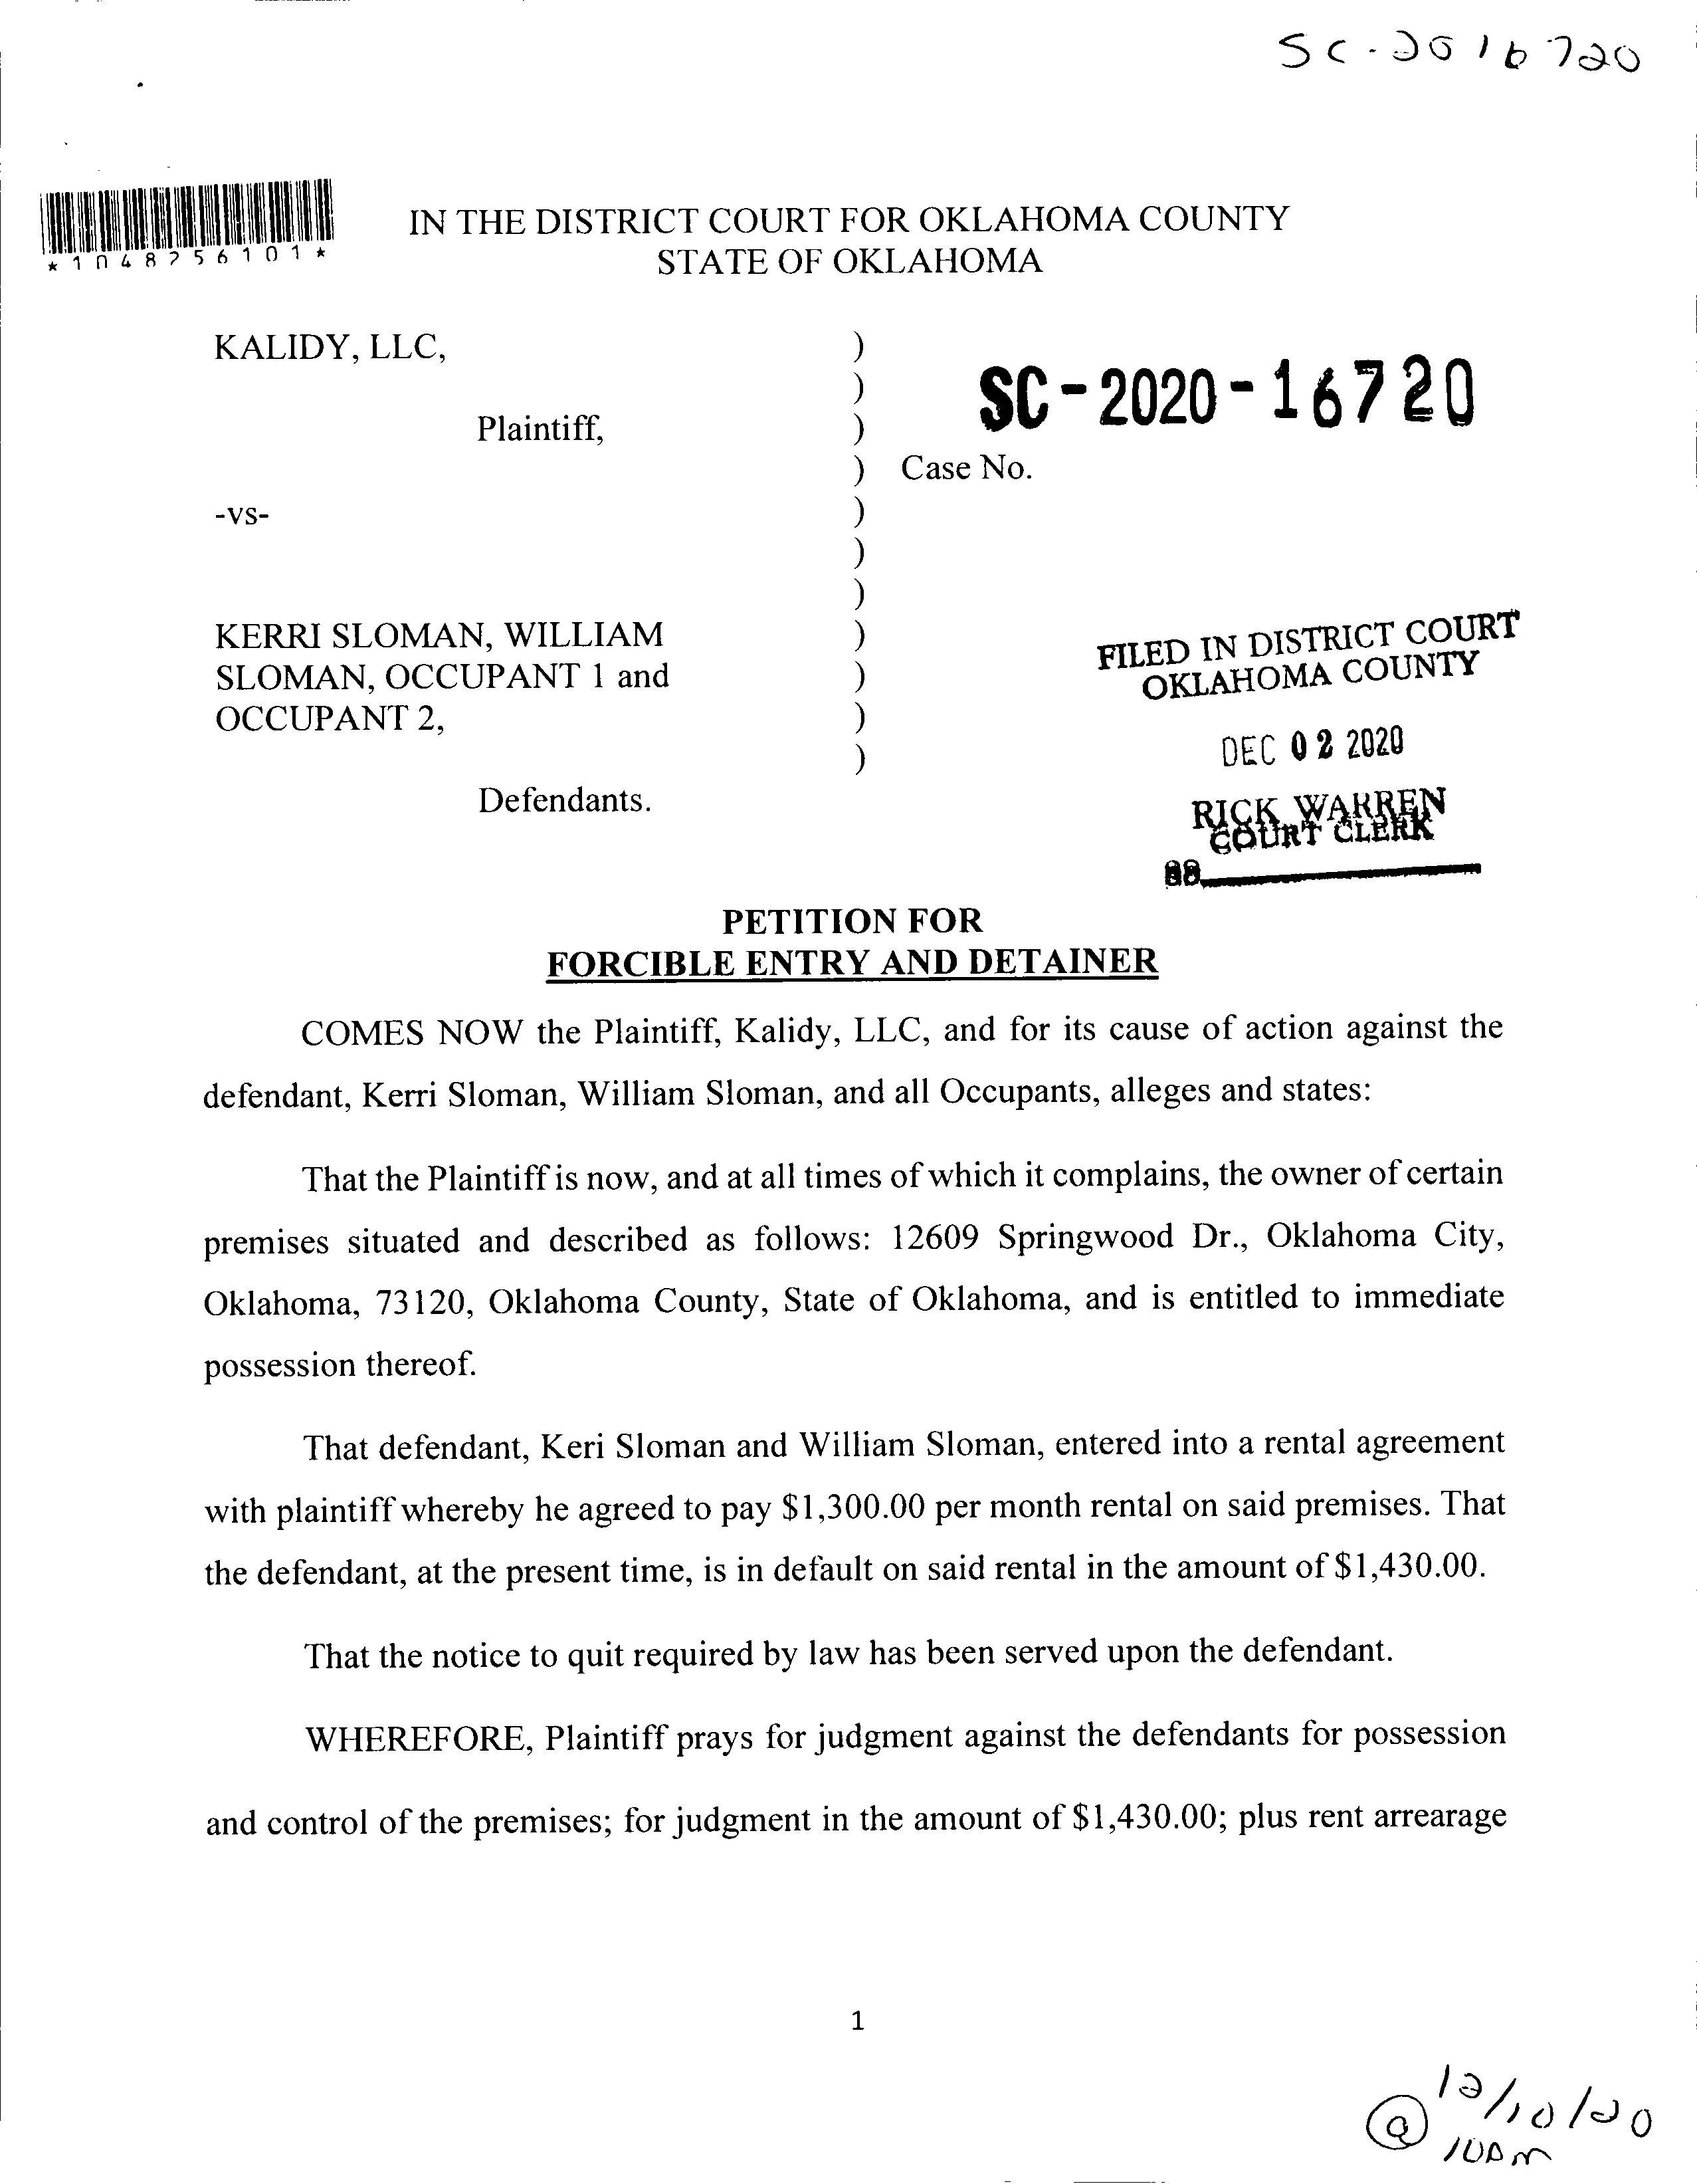 SC-2016720
*1048256101*
IN THE DISTRICT COURT FOR OKLAHOMA COUNTY
STATE OF OKLAHOMA
KALIDY, LLC,
Plaintiff,
-vs-
KERRI SLOMAN, WILLIAM
SLOMAN, OCCUPANT 1 and
OCCUPANT 2,
Defendants.
)
)
)
)
)
)
)
)
)
)
)
SC-2020-16720
Case No.
FILED IN DISTRICT COURT
OKLAHOMA COUNTY
DEC 02 2020
RICK WARREN
COURT CLERK
88
PETITION FOR
FORCIBLE ENTRY AND DETAINER
COMES NOW the Plaintiff, Kalidy, LLC, and for its cause of action against the
defendant, Kerri Sloman, William Sloman, and all Occupants, alleges and states:
That the Plaintiff is now, and at all times of which it complains, the owner of certain
premises situated and described as follows: 12609 Springwood Dr., Oklahoma City,
Oklahoma, 73120, Oklahoma County, State of Oklahoma, and is entitled to immediate
possession thereof.
That defendant, Keri Sloman and William Sloman, entered into a rental agreement
with plaintiff whereby he agreed to pay $1,300.00 per month rental on said premises. That
the defendant, at the present time, is in default on said rental in the amount of $1,430.00.
That the notice to quit required by law has been served upon the defendant.
WHEREFORE, Plaintiff prays for judgment against the defendants for possession
and control of the premises; for judgment in the amount of $1,430.00; plus rent arrearage
1
@ 12/10/20
10Am